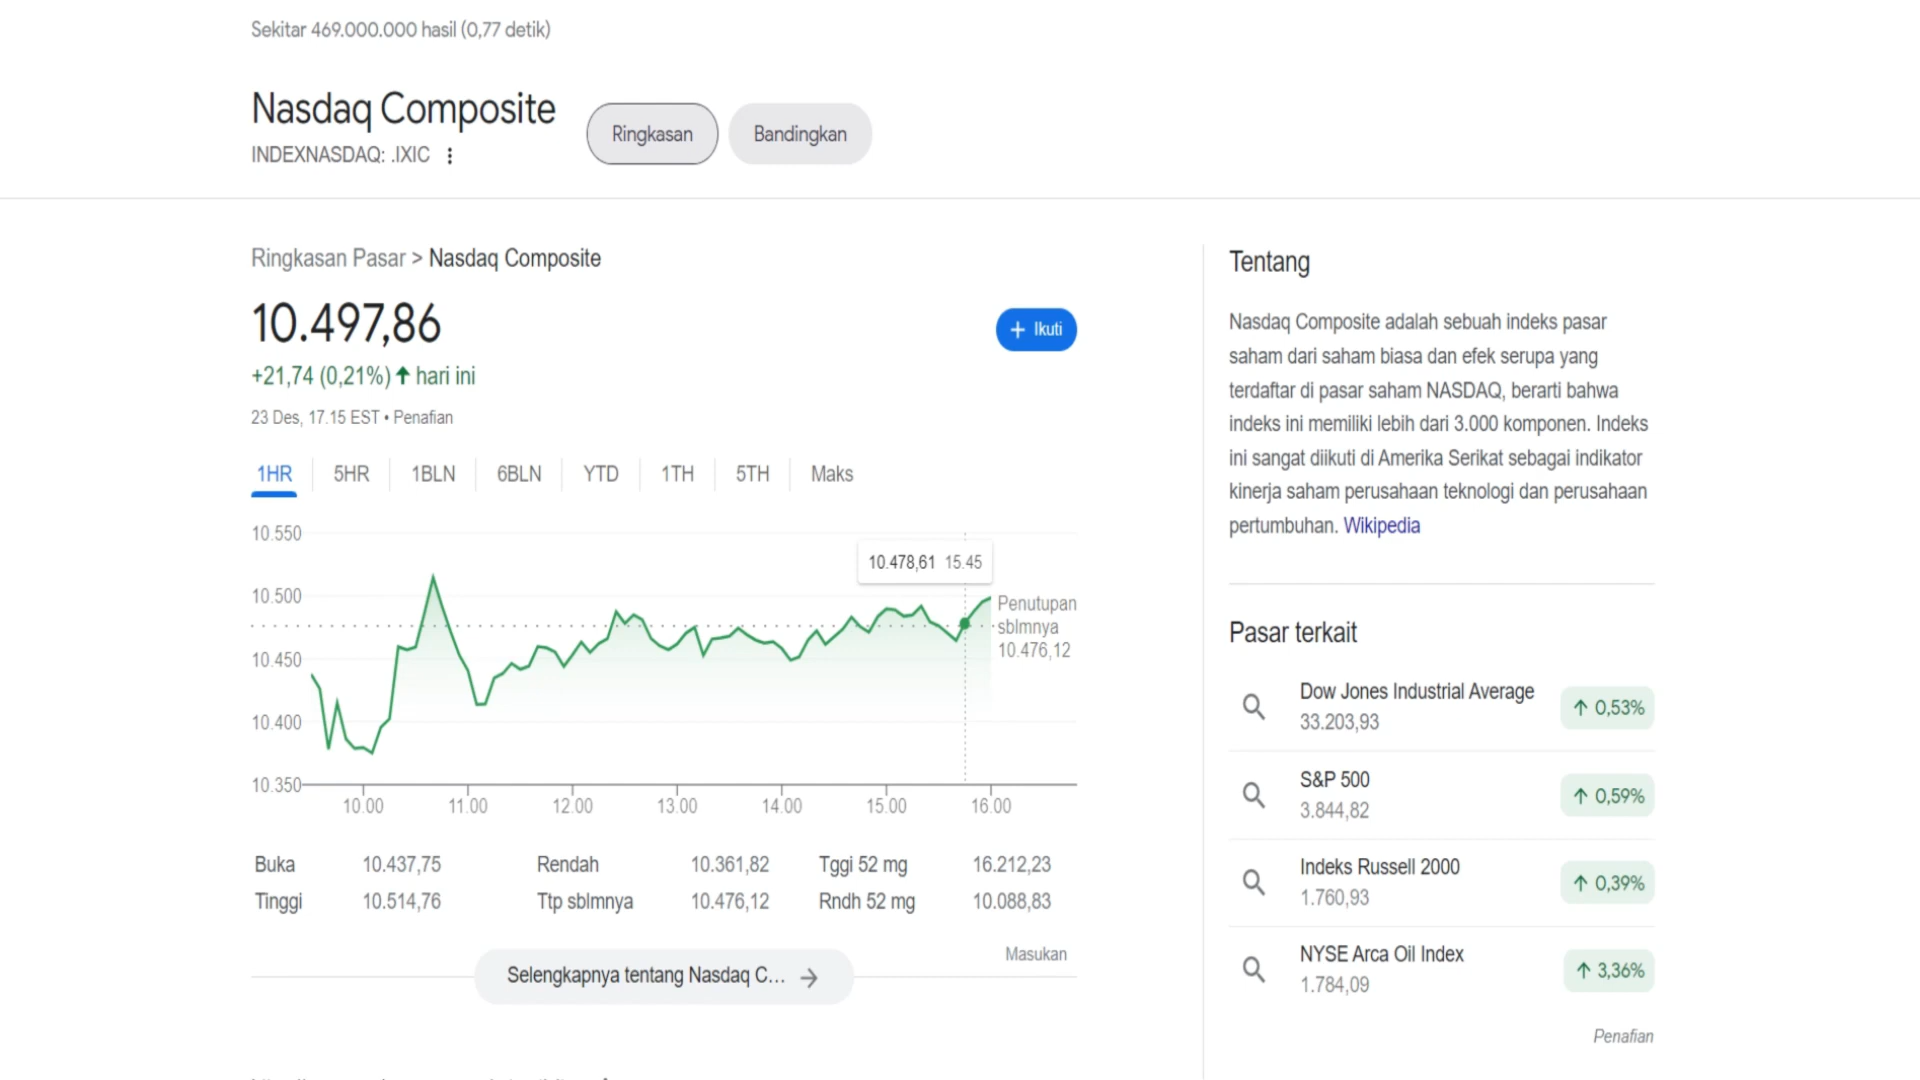 Sekitar 469.000.000 hasil (0,77 detik)
Nasdaq Composite
INDEXNASDAQ: .IXIC
Ringkasan
Bandingkan
Ringkasan Pasar > Nasdaq Composite
10.497,86
+21,74 (0,21%) ↑ hari ini
23 Des, 17.15 EST • Penafian
+ Ikuti
1HR
5HR
1BLN
6BLN
YTD
1TH
5TH
Maks
10.550
10.500
10.450
10.400
10.350
10.478,61 15.45
Penutupan
sblmnya
10.476,12
10.00
11.00
12.00
13.00
14.00
15.00
16.00
Buka 10.437,75 Rendah 10.361,82 Tggi 52 mg 16.212,23
Tinggi 10.514,76 Ttp sblmnya 10.476,12 Rndh 52 mg 10.088,83
Masukan
Selengkapnya tentang Nasdaq C... →
Tentang
Nasdaq Composite adalah sebuah indeks pasar
saham dari saham biasa dan efek serupa yang
terdaftar di pasar saham NASDAQ, berarti bahwa
indeks ini memiliki lebih dari 3.000 komponen. Indeks
ini sangat diikuti di Amerika Serikat sebagai indikator
kinerja saham perusahaan teknologi dan perusahaan
pertumbuhan. Wikipedia
Pasar terkait
Dow Jones Industrial Average
33.203,93
↑ 0,53%
S&P 500
3.844,82
↑ 0,59%
Indeks Russell 2000
1.760,93
↑ 0,39%
NYSE Arca Oil Index
1.784,09
↑ 3,36%
Penafian